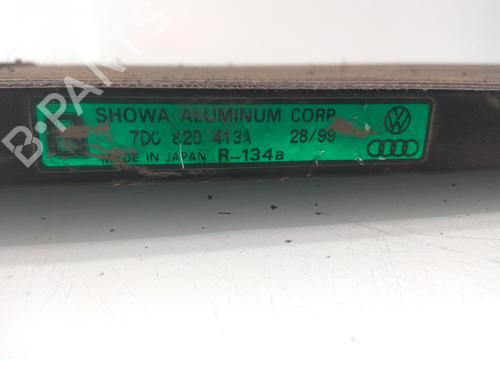 SHOWA ALUMINUM CORP.
7D0 820 413A 28/99
MADE IN JAPAN R-134a
B-PARTS